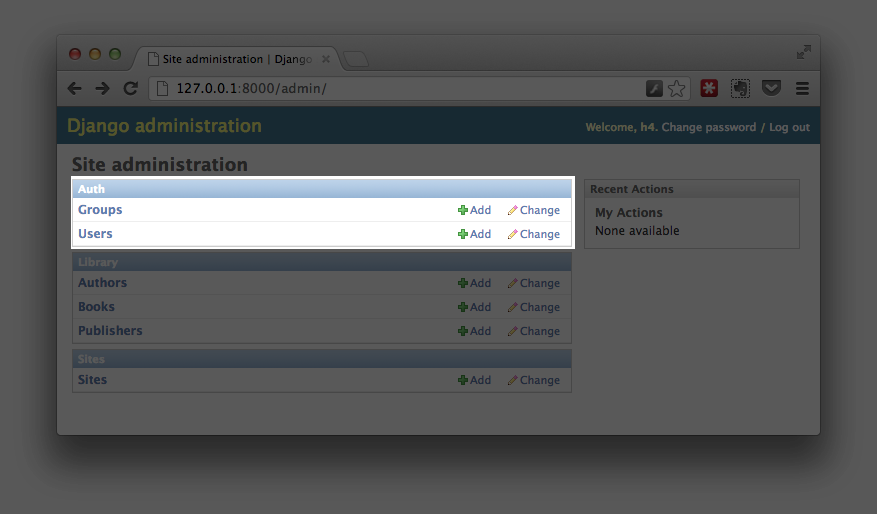 Site administration | Django
127.0.0.1:8000/admin/
Django administration
Welcome, h4. Change password / Log out
Site administration
Auth
Groups Add Change
Users Add Change
Library
Authors Add Change
Books Add Change
Publishers Add Change
Sites
Sites Add Change
Recent Actions
My Actions
None available